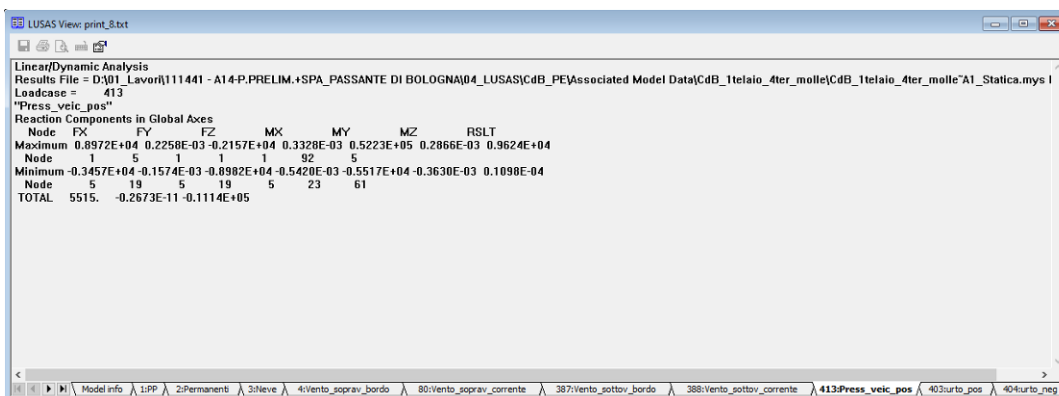 LUSAS View: print_8.txt
Linear/Dynamic Analysis
Results File = D:\01_Lavori\111441 - A14-P.PRELIM.+SPA_PASSANTE DI BOLOGNA\04_LUSAS\CdB_PE\Associated Model Data\CdB_1telaio_4ter_molle\CdB_1telaio_4ter_molle~A1_Statica.mys
Loadcase = 413
"Press_veic_pos"
Reaction Components in Global Axes
Node FX FY FZ MX MY MZ RSLT
Maximum 0.8972E+04 0.2258E-03 -0.2157E+04 0.3328E-03 0.5223E+05 0.2866E-03 0.9624E+04
Node 1 5 1 1 1 92 5
Minimum -0.3457E+04 -0.1574E-03 -0.8982E+04 -0.5420E-03 -0.5517E+04 -0.3630E-03 0.1098E-04
Node 5 19 5 19 5 23 61
TOTAL 5515. -0.2673E-11 -0.1114E+05
Model info 1:PP 2:Permanenti 3:Neve 4:Vento_soprav_bordo 80:Vento_soprav_corrente 387:Vento_sottov_bordo 388:Vento_sottov_corrente 413:Press_veic_pos 403:urto_pos 404:urto_neg